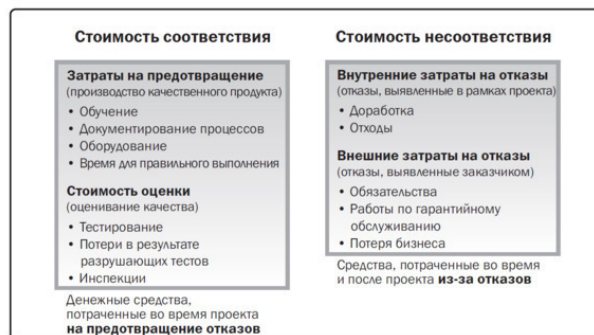 Стоимость соответствия
Затраты на предотвращение
(производство качественного продукта)
• Обучение
• Документирование процессов
• Оборудование
• Время для правильного выполнения
Стоимость оценки
(оценивание качества)
• Тестирование
• Потери в результате
разрушающих тестов
• Инспекции
Денежные средства,
потраченные во время проекта
на предотвращение отказов
Стоимость несоответствия
Внутренние затраты на отказы
(отказы, выявленные в рамках проекта)
• Доработка
• Отходы
Внешние затраты на отказы
(отказы, выявленные заказчиком)
• Обязательства
• Работы по гарантийному
обслуживанию
• Потеря бизнеса
Средства, потраченные во время
и после проекта из-за отказов